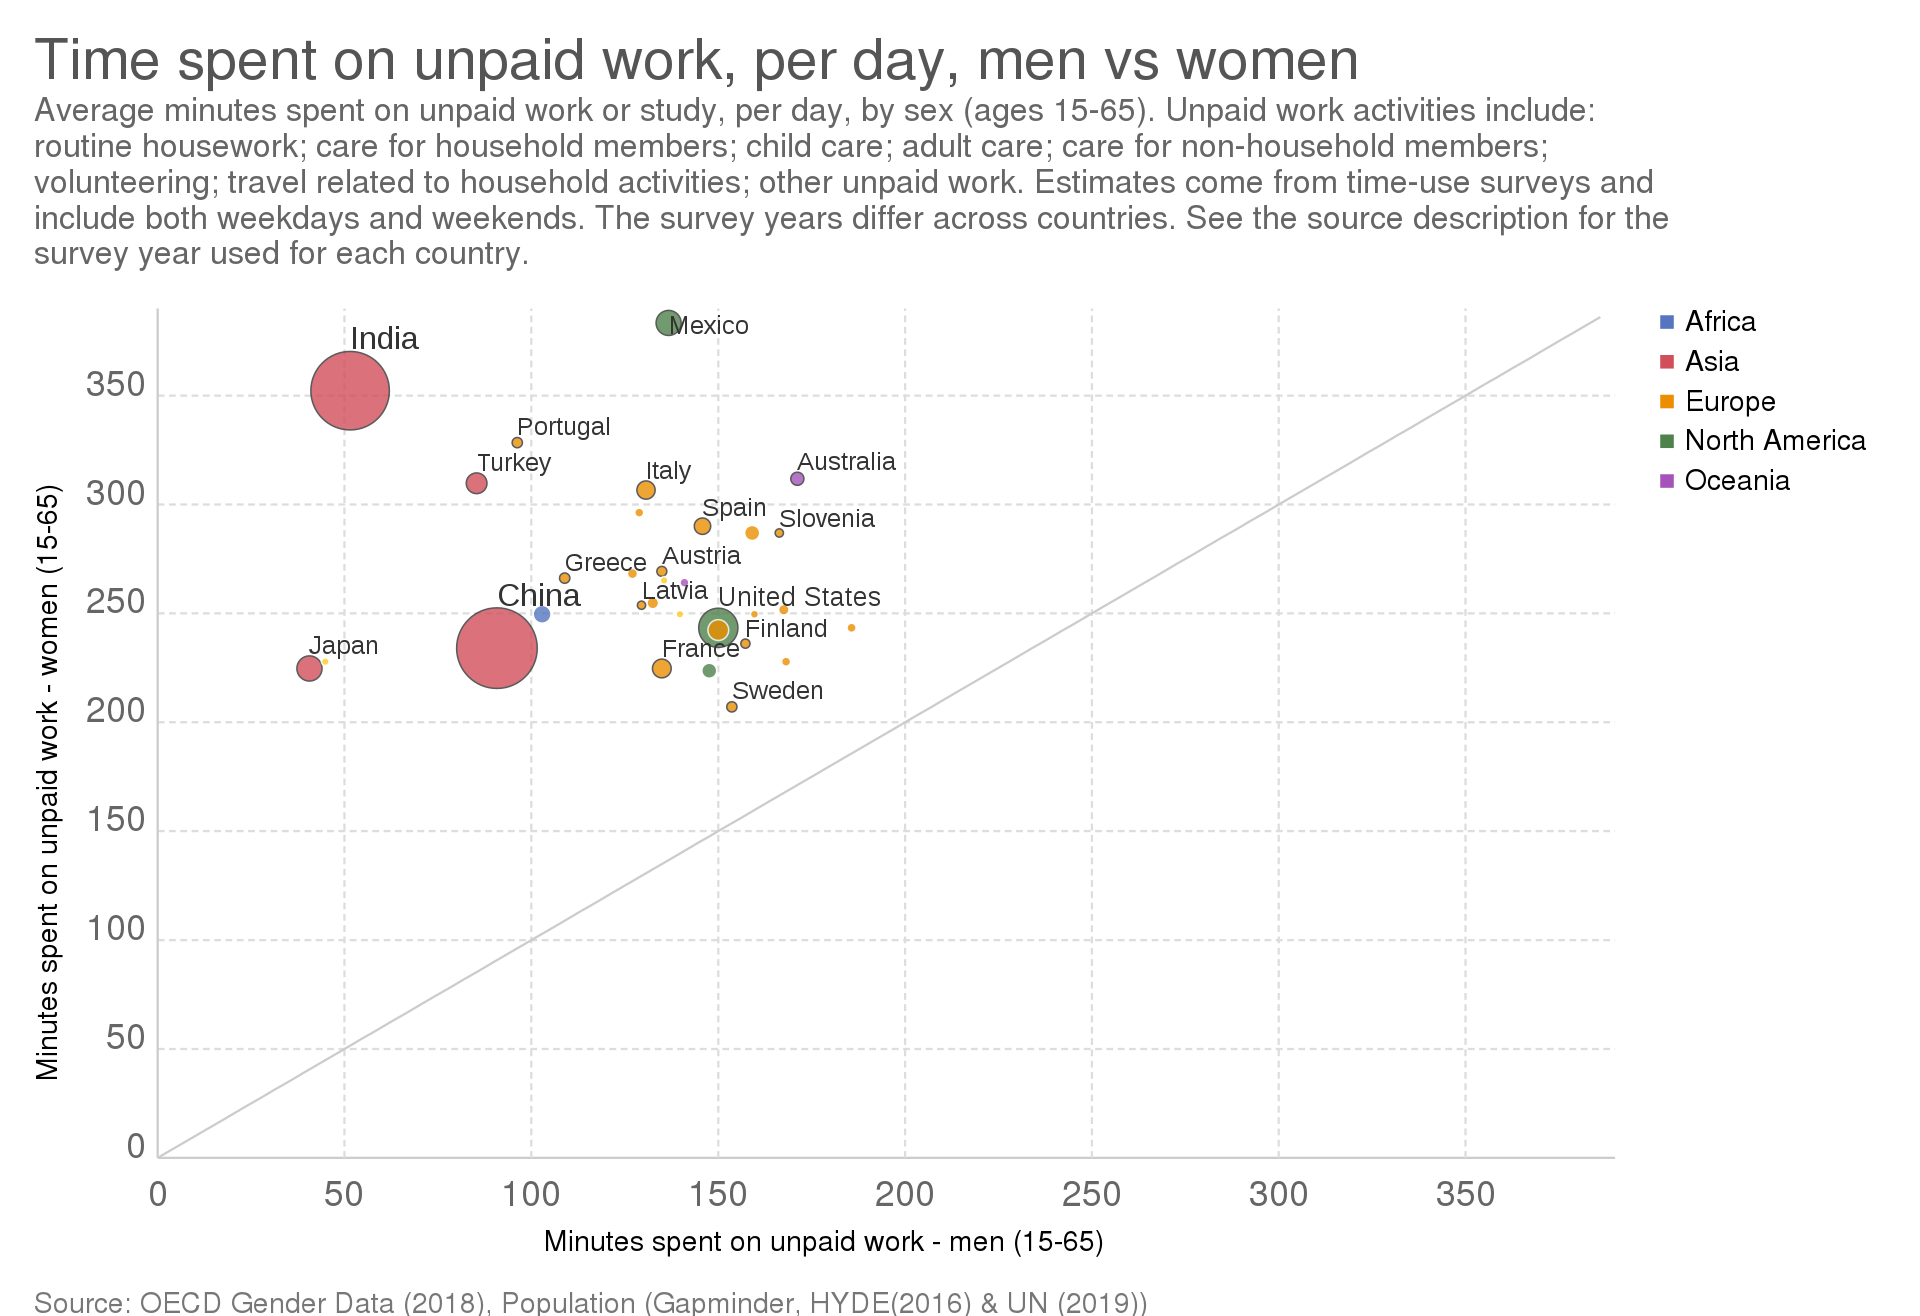 Time spent on unpaid work, per day, men vs women
Average minutes spent on unpaid work or study, per day, by sex (ages 15-65). Unpaid work activities include:
routine housework; care for household members; child care; adult care; care for non-household members;
volunteering; travel related to household activities; other unpaid work. Estimates come from time-use surveys and
include both weekdays and weekends. The survey years differ across countries. See the source description for the
survey year used for each country.
Minutes spent on unpaid work - women (15-65)
350
300
250
200
150
100
50
0
India
Mexico
Portugal
Turkey
Italy
Australia
Spain
Slovenia
Greece
Austria
China
Latvia
United States
Japan
France
Finland
Sweden
Africa
Asia
Europe
North America
Oceania
0 50 100 150 200 250 300 350
Minutes spent on unpaid work - men (15-65)
Source: OECD Gender Data (2018), Population (Gapminder, HYDE(2016) & UN (2019))